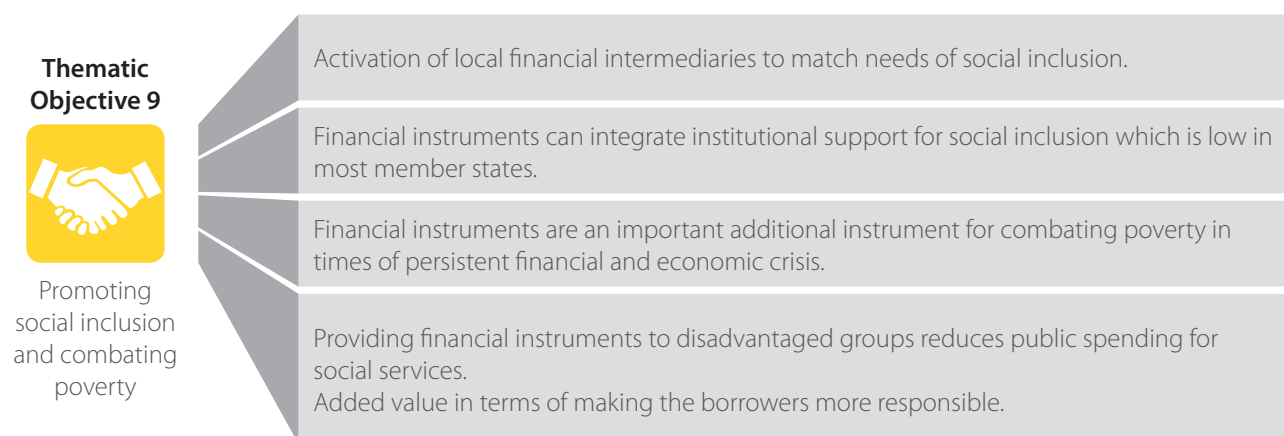 Thematic
Objective 9
Promoting
social inclusion
and combating
poverty
Activation of local financial intermediaries to match needs of social inclusion.
Financial instruments can integrate institutional support for social inclusion which is low in
most member states.
Financial instruments are an important additional instrument for combating poverty in
times of persistent financial and economic crisis.
Providing financial instruments to disadvantaged groups reduces public spending for
social services.
Added value in terms of making the borrowers more responsible.